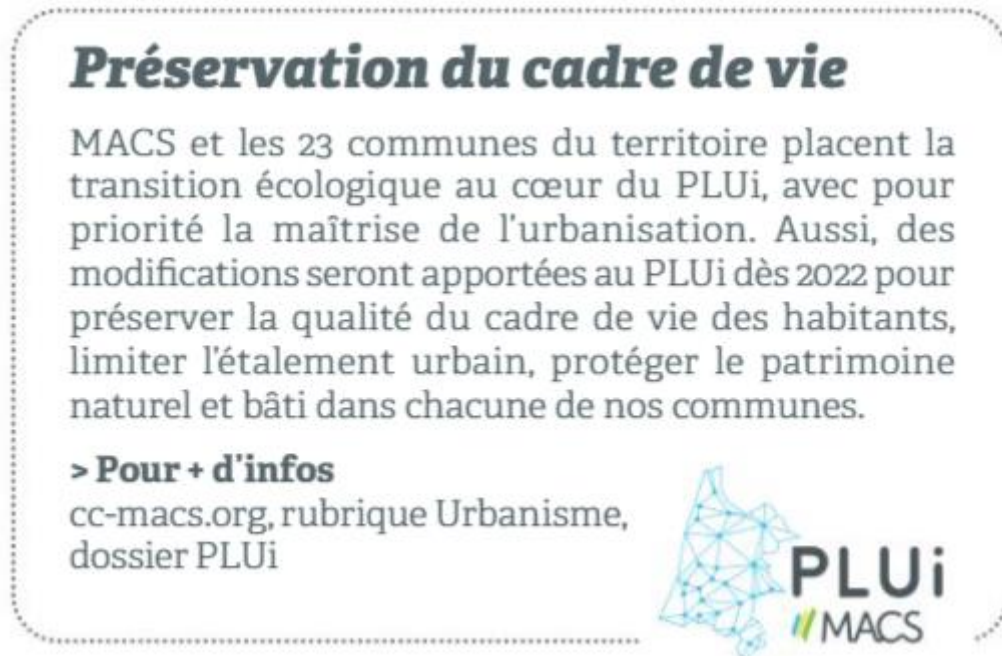 Préservation du cadre de vie
MACS et les 23 communes du territoire placent la
transition écologique au cœur du PLUi, avec pour
priorité la maîtrise de l'urbanisation. Aussi, des
modifications seront apportées au PLUi dès 2022 pour
préserver la qualité du cadre de vie des habitants,
limiter l'étalement urbain, protéger le patrimoine
naturel et bâti dans chacune de nos communes.
> Pour + d'infos
cc-macs.org, rubrique Urbanisme,
dossier PLUi
PLUi
MACS